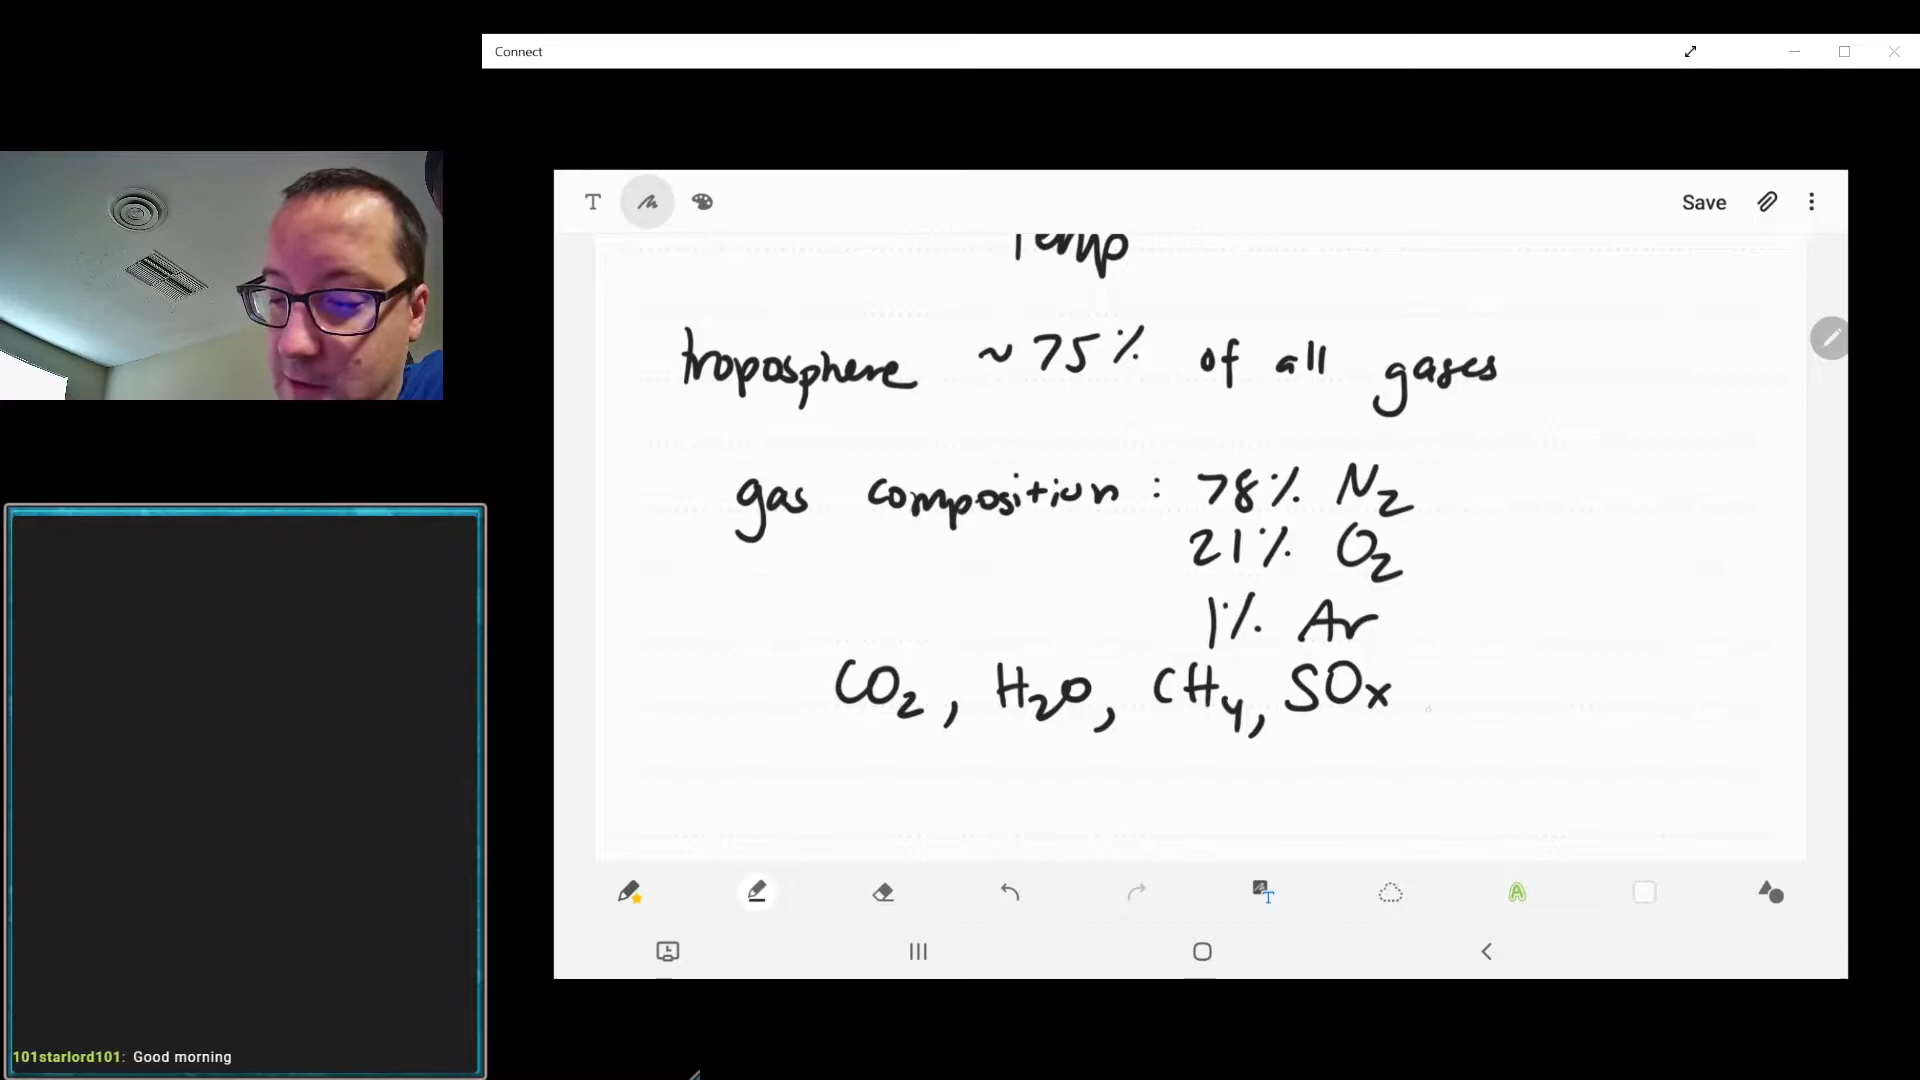 Connect
T
Save
Temp
troposphere ~ 75% of all gases
gas composition : 78% N₂
21% O₂
1% Ar
CO₂, H₂O, CH₄, SOx
T
A
101starlord101: Good morning